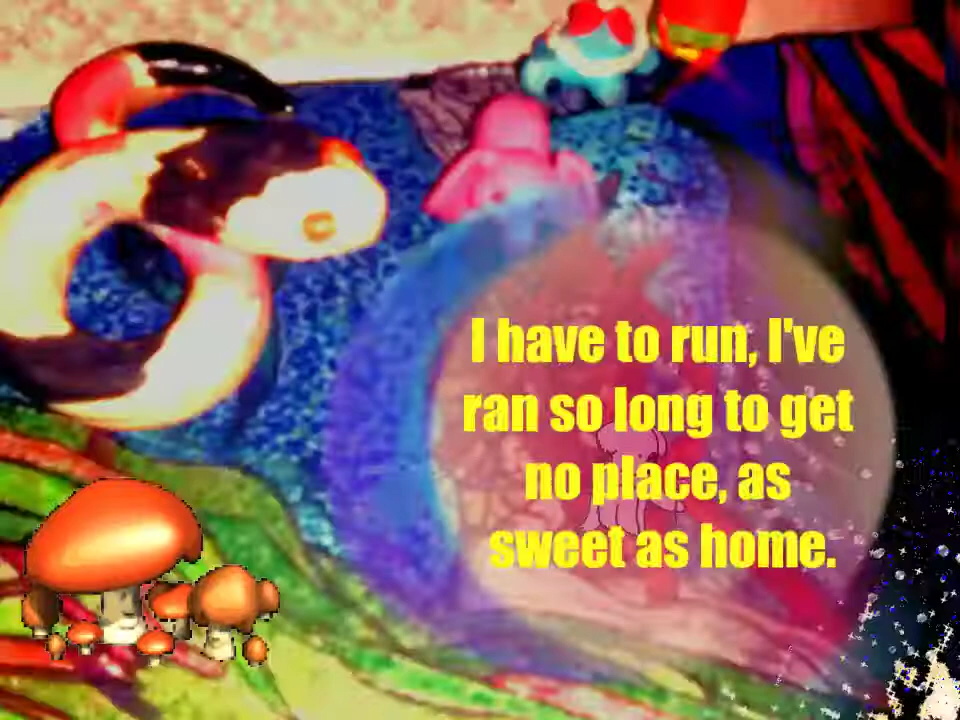 I have to run, I've
ran so long to get
no place, as
sweet as home.